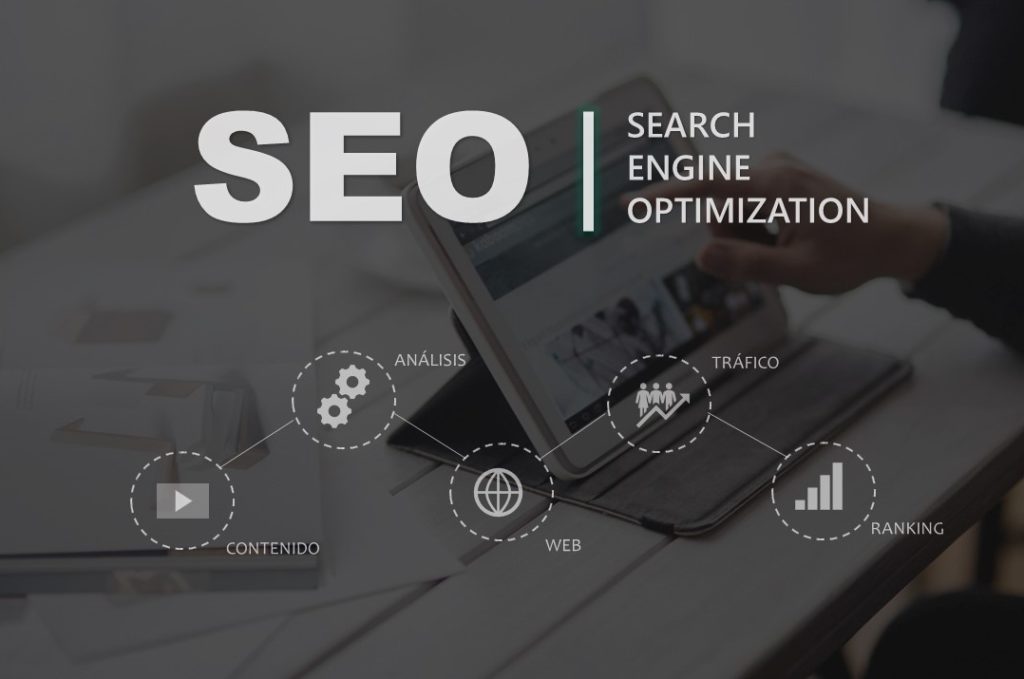 SEO
SEARCH
ENGINE
OPTIMIZATION
ANÁLISIS
TRÁFICO
CONTENIDO
WEB
RANKING